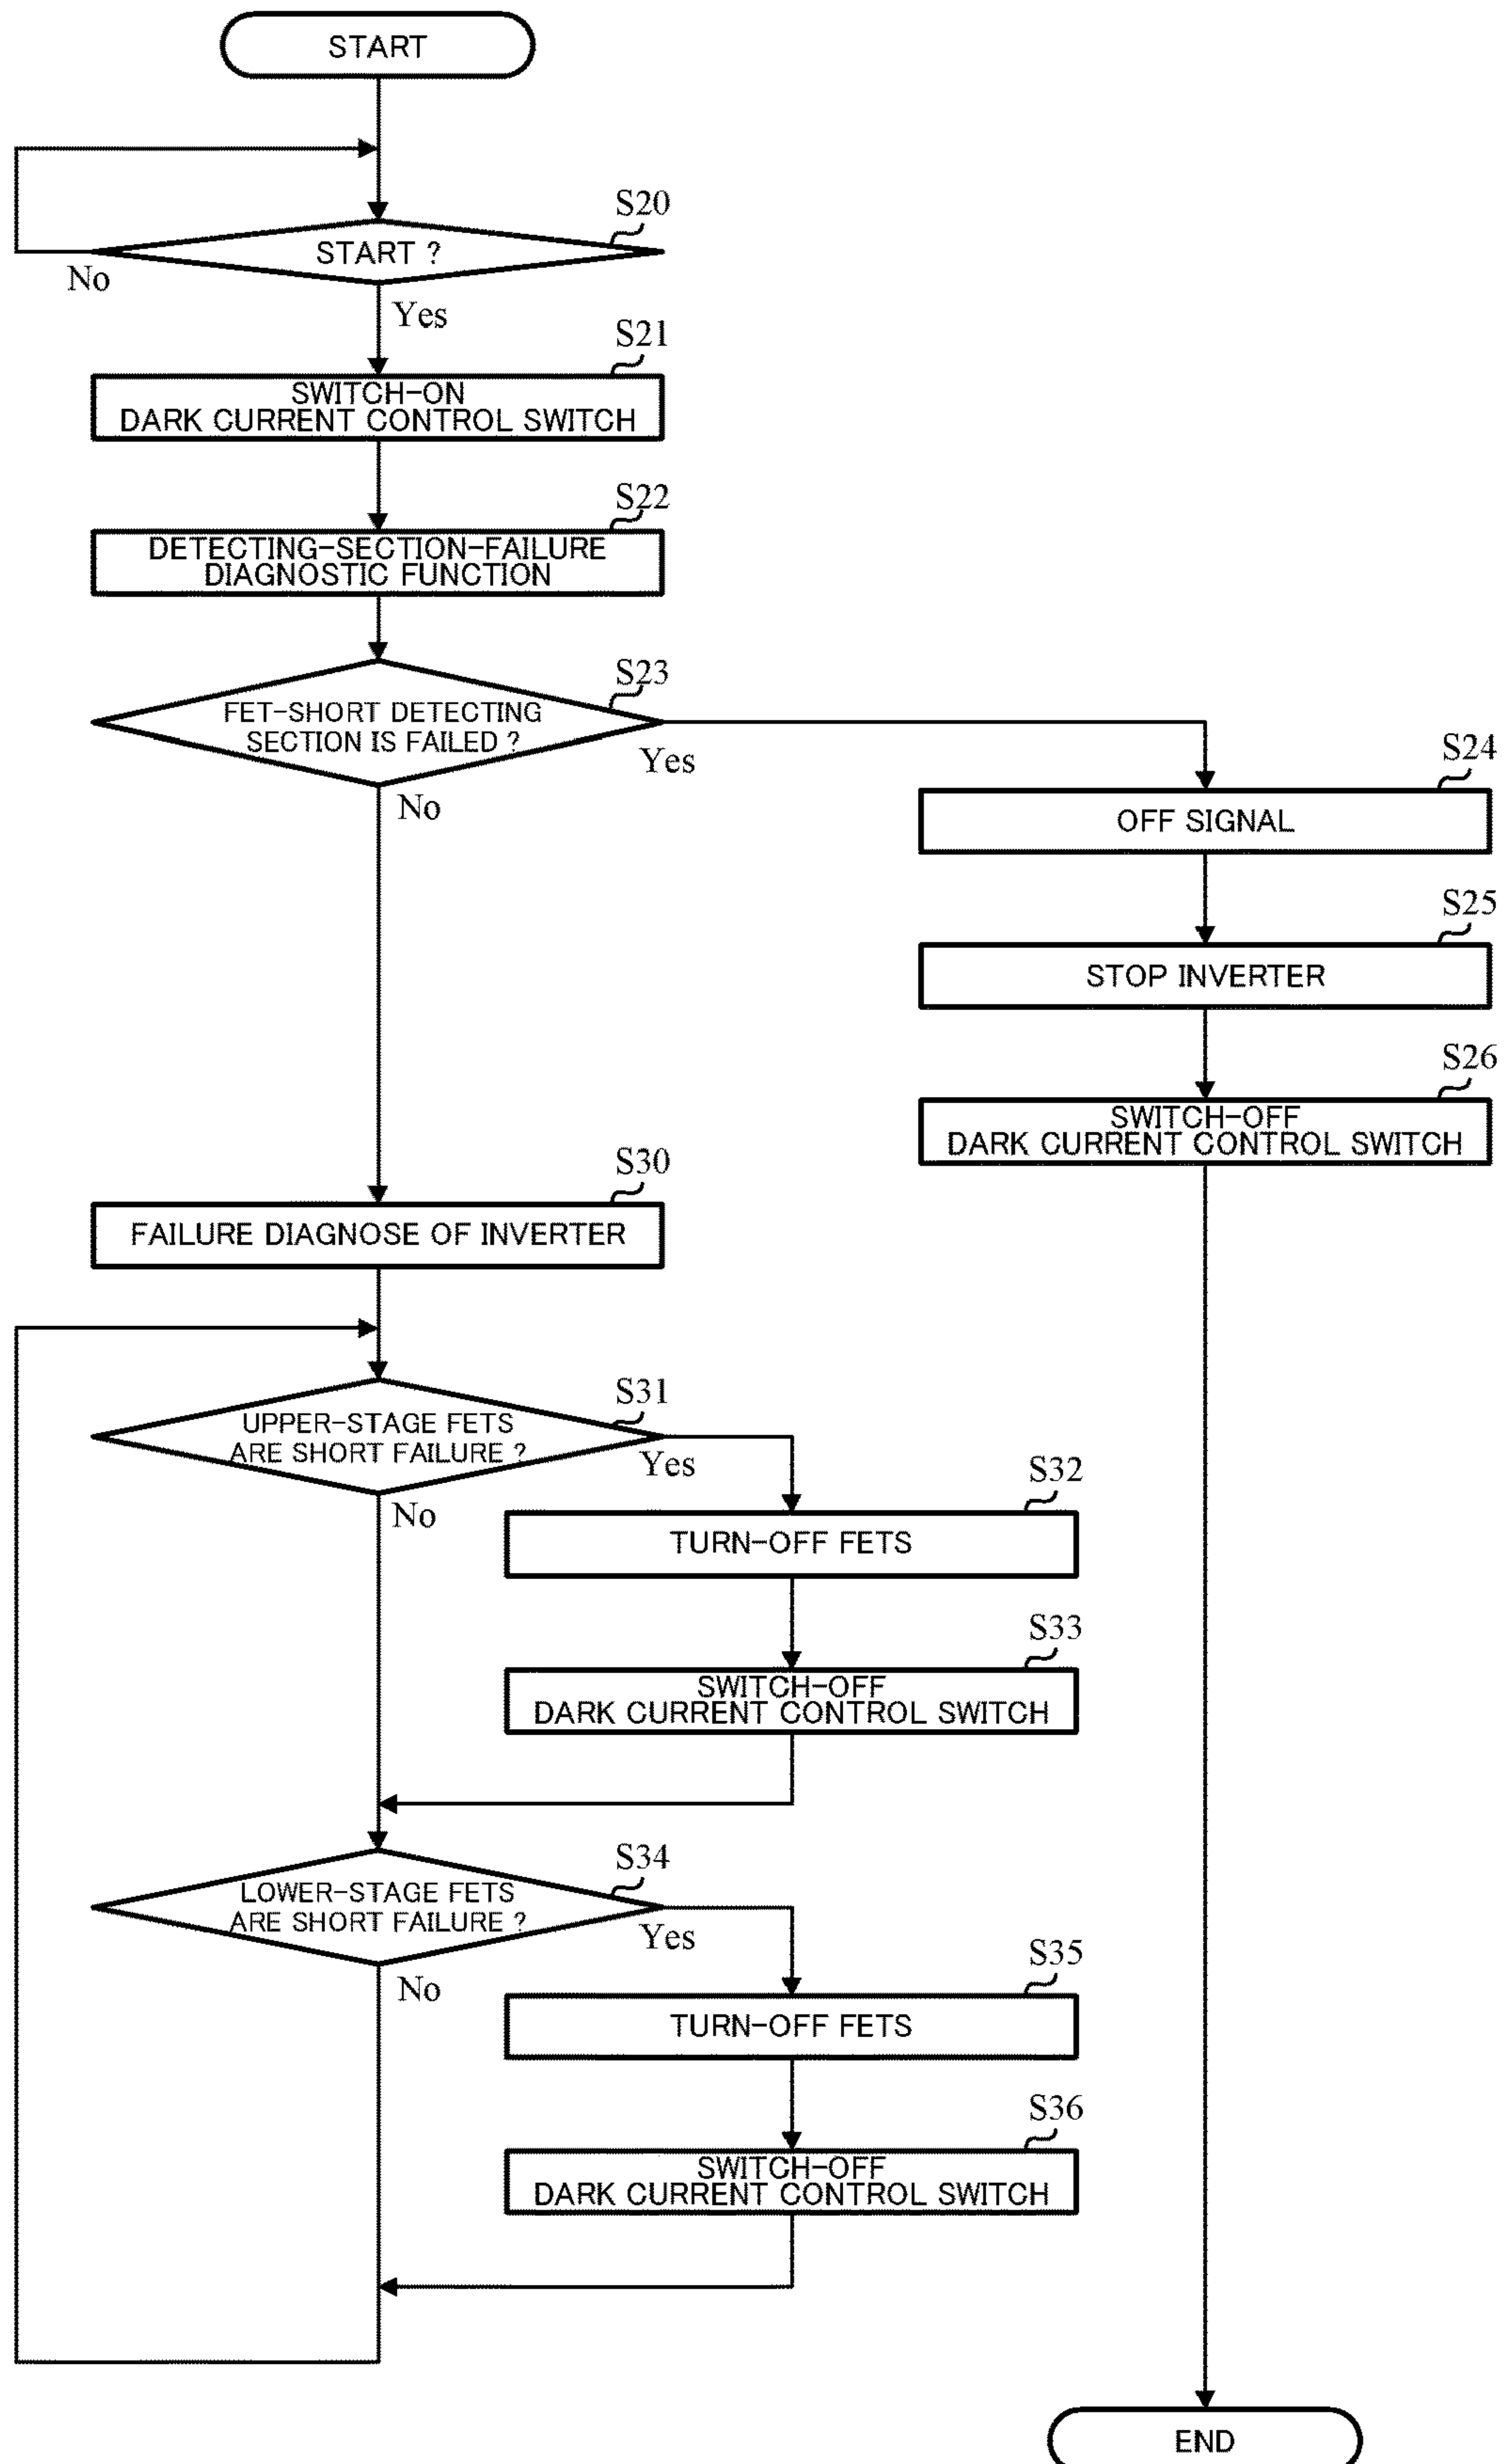 START
S20
START ?
No
Yes
S21
SWITCH-ON
DARK CURRENT CONTROL SWITCH
S22
DETECTING-SECTION-FAILURE
DIAGNOSTIC FUNCTION
S23
FET-SHORT DETECTING
SECTION IS FAILED ?
Yes
No
S24
OFF SIGNAL
S25
STOP INVERTER
S26
SWITCH-OFF
DARK CURRENT CONTROL SWITCH
S30
FAILURE DIAGNOSE OF INVERTER
S31
UPPER-STAGE FETS
ARE SHORT FAILURE ?
Yes
No
S32
TURN-OFF FETS
S33
SWITCH-OFF
DARK CURRENT CONTROL SWITCH
S34
LOWER-STAGE FETS
ARE SHORT FAILURE ?
Yes
No
S35
TURN-OFF FETS
S36
SWITCH-OFF
DARK CURRENT CONTROL SWITCH
END